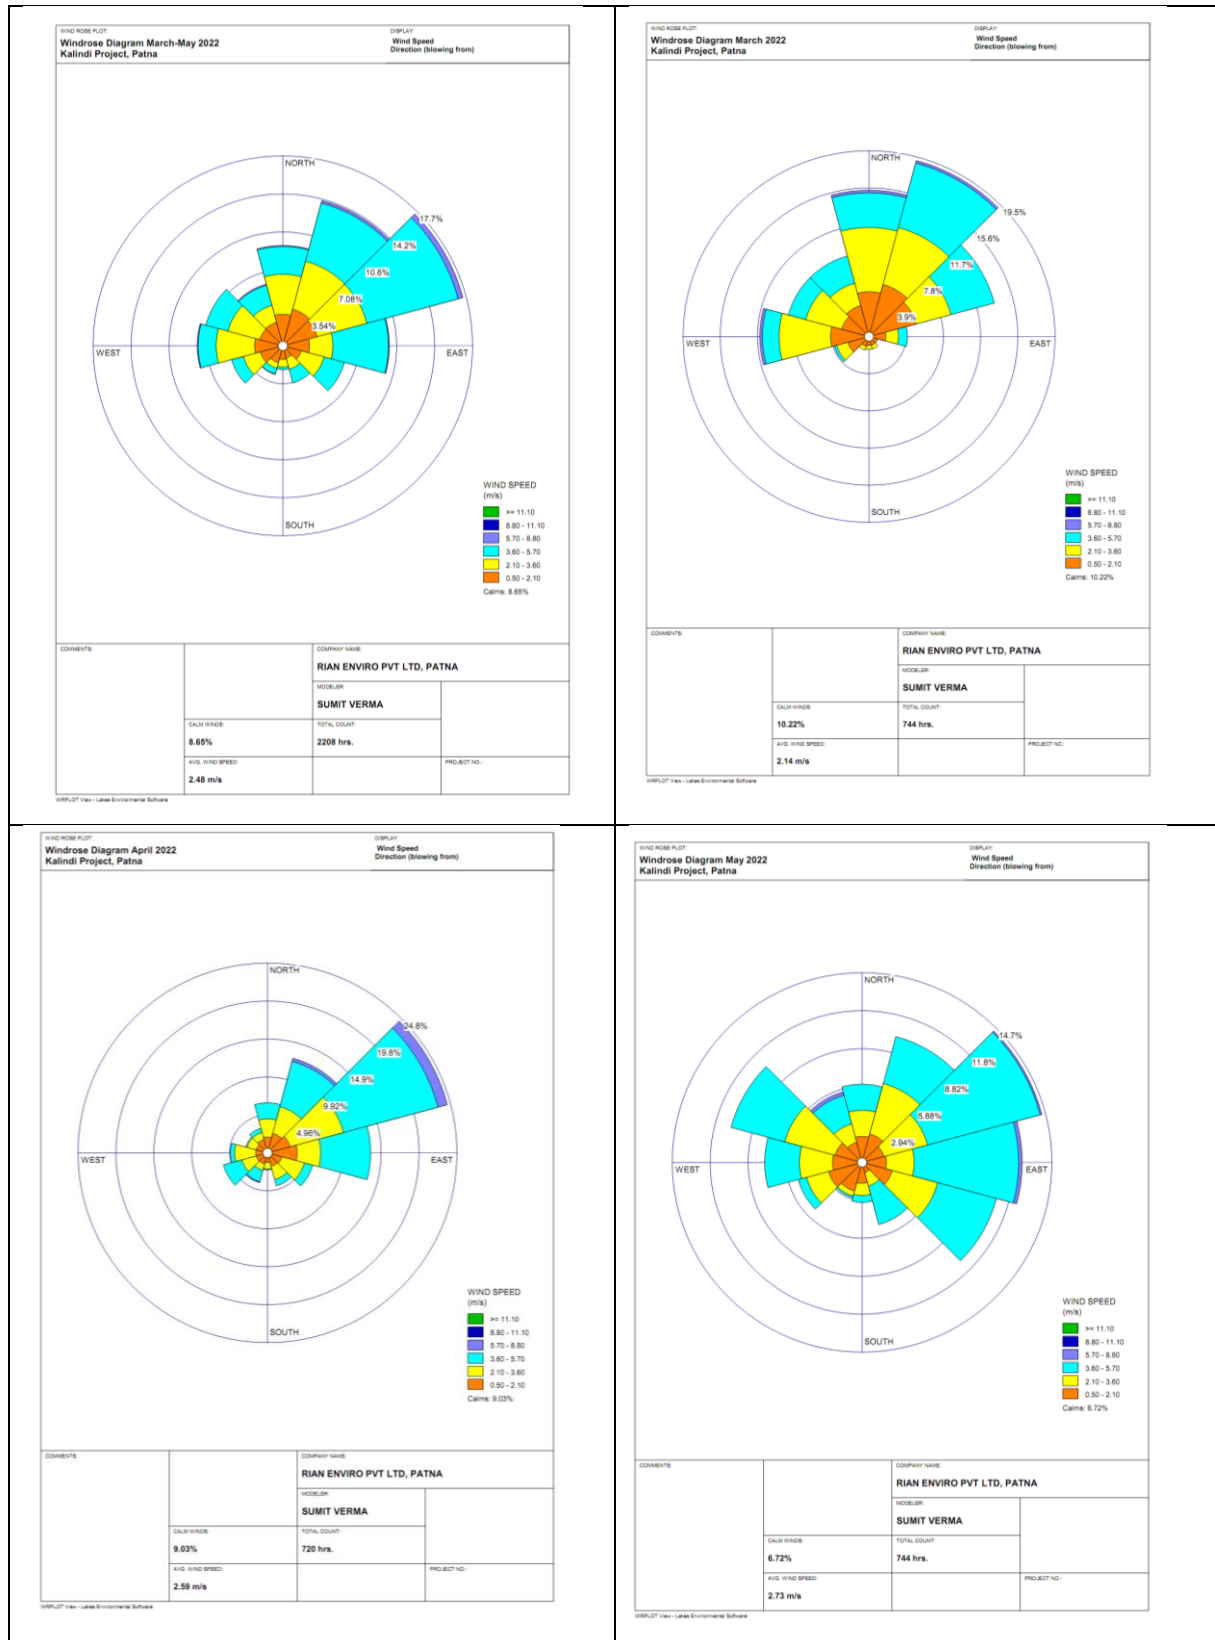 WIND ROSE PLOT:
Windrose Diagram March-May 2022
Kalindi Project, Patna
DISPLAY:
Wind Speed
Direction (blowing from)
NORTH
17.7%
14.2%
10.6%
7.08%
3.54%
WEST
EAST
SOUTH
WIND SPEED
(m/s)
>= 11.10
8.80 - 11.10
5.70 - 8.80
3.60 - 5.70
2.10 - 3.60
0.50 - 2.10
Calms: 8.65%
COMMENTS:
COMPANY NAME:
RIAN ENVIRO PVT LTD, PATNA
MODELER:
SUMIT VERMA
CALM WINDS:
8.65%
TOTAL COUNT:
2208 hrs.
AVG. WIND SPEED:
2.48 m/s
PROJECT NO.:
WRPLOT View - Lakes Environmental Software
WIND ROSE PLOT:
Windrose Diagram March 2022
Kalindi Project, Patna
DISPLAY:
Wind Speed
Direction (blowing from)
NORTH
19.5%
15.6%
11.7%
7.8%
3.9%
WEST
EAST
SOUTH
WIND SPEED
(m/s)
>= 11.10
8.80 - 11.10
5.70 - 8.80
3.60 - 5.70
2.10 - 3.60
0.50 - 2.10
Calms: 10.22%
COMMENTS:
COMPANY NAME:
RIAN ENVIRO PVT LTD, PATNA
MODELER:
SUMIT VERMA
CALM WINDS:
10.22%
TOTAL COUNT:
744 hrs.
AVG. WIND SPEED:
2.14 m/s
PROJECT NO.:
WRPLOT View - Lakes Environmental Software
WIND ROSE PLOT:
Windrose Diagram April 2022
Kalindi Project, Patna
DISPLAY:
Wind Speed
Direction (blowing from)
NORTH
24.8%
19.8%
14.9%
9.92%
4.96%
WEST
EAST
SOUTH
WIND SPEED
(m/s)
>= 11.10
8.80 - 11.10
5.70 - 8.80
3.60 - 5.70
2.10 - 3.60
0.50 - 2.10
Calms: 9.03%
COMMENTS:
COMPANY NAME:
RIAN ENVIRO PVT LTD, PATNA
MODELER:
SUMIT VERMA
CALM WINDS:
9.03%
TOTAL COUNT:
720 hrs.
AVG. WIND SPEED:
2.59 m/s
PROJECT NO.:
WRPLOT View - Lakes Environmental Software
WIND ROSE PLOT:
Windrose Diagram May 2022
Kalindi Project, Patna
DISPLAY:
Wind Speed
Direction (blowing from)
NORTH
14.7%
11.8%
8.82%
5.88%
2.94%
WEST
EAST
SOUTH
WIND SPEED
(m/s)
>= 11.10
8.80 - 11.10
5.70 - 8.80
3.60 - 5.70
2.10 - 3.60
0.50 - 2.10
Calms: 6.72%
COMMENTS:
COMPANY NAME:
RIAN ENVIRO PVT LTD, PATNA
MODELER:
SUMIT VERMA
CALM WINDS:
6.72%
TOTAL COUNT:
744 hrs.
AVG. WIND SPEED:
2.73 m/s
PROJECT NO.:
WRPLOT View - Lakes Environmental Software